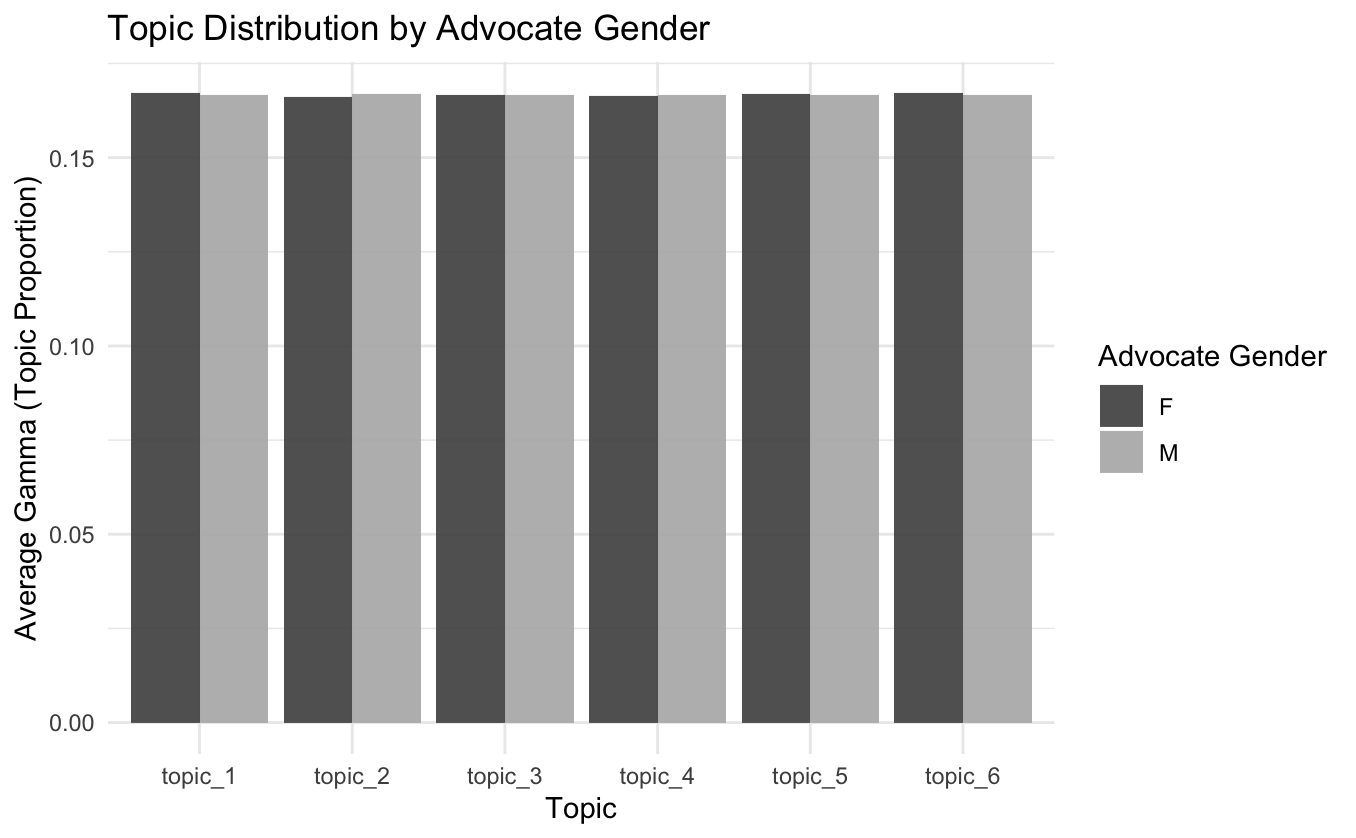 Topic Distribution by Advocate Gender
Average Gamma (Topic Proportion)
0.15
0.10
0.05
0.00
topic_1 topic_2 topic_3 topic_4 topic_5 topic_6
Topic
Advocate Gender
F
M